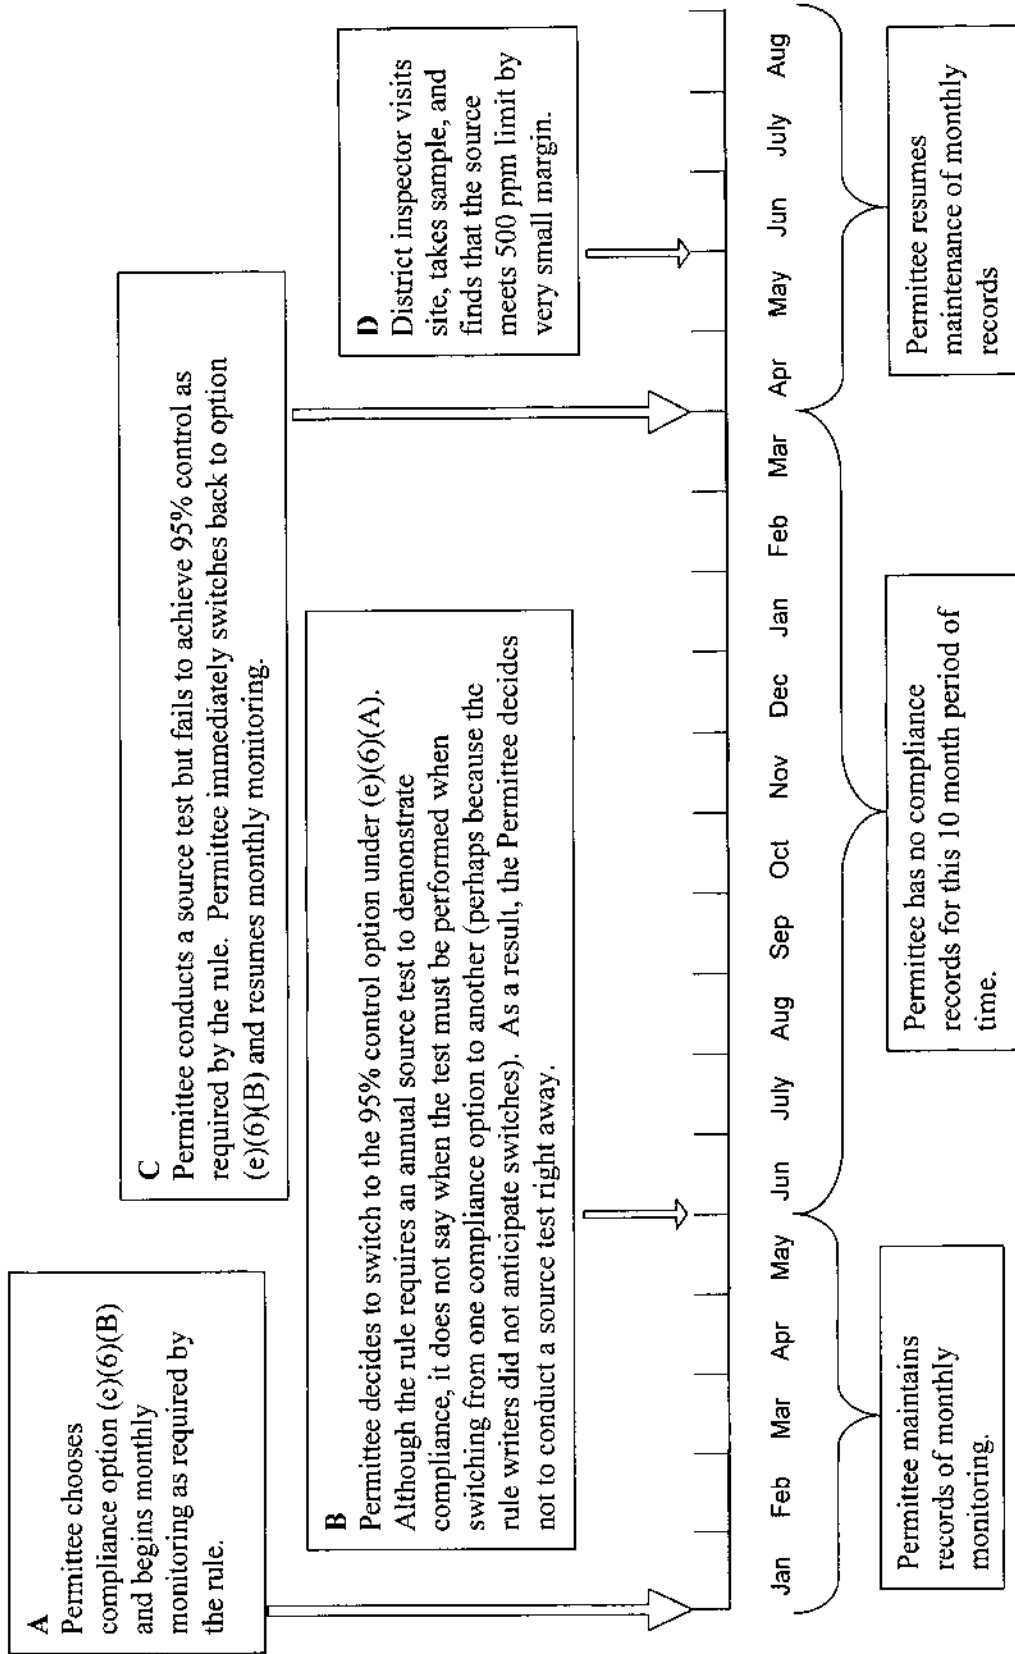 A
Permittee chooses
compliance option (c)(6)(B)
and begins monthly
monitoring as required by
the rule.
C
Permittee conducts a source test but fails to achieve 95% control as
required by the rule. Permittee immediately switches back to option
(e)(6)(B) and resumes monthly monitoring.
B
Permittee decides to switch to the 95% control option under (e)(6)(A).
Although the rule requires an annual source test to demonstrate
compliance, it does not say when the test must be performed when
switching from one compliance option to another (perhaps because the
rule writers did not anticipate switches). As a result, the Permittee decides
not to conduct a source test right away.
D
District inspector visits
site, takes sample, and
finds that the source
meets 500 ppm limit by
very small margin.
Jan Feb Mar Apr May Jun July Aug Sep Oct Nov Dec Jan Feb Mar Apr May Jun July Aug
Permittee maintains
records of monthly
monitoring.
Permittee has no compliance
records for this 10 month period of
time.
Permittee resumes
maintenance of monthly
records